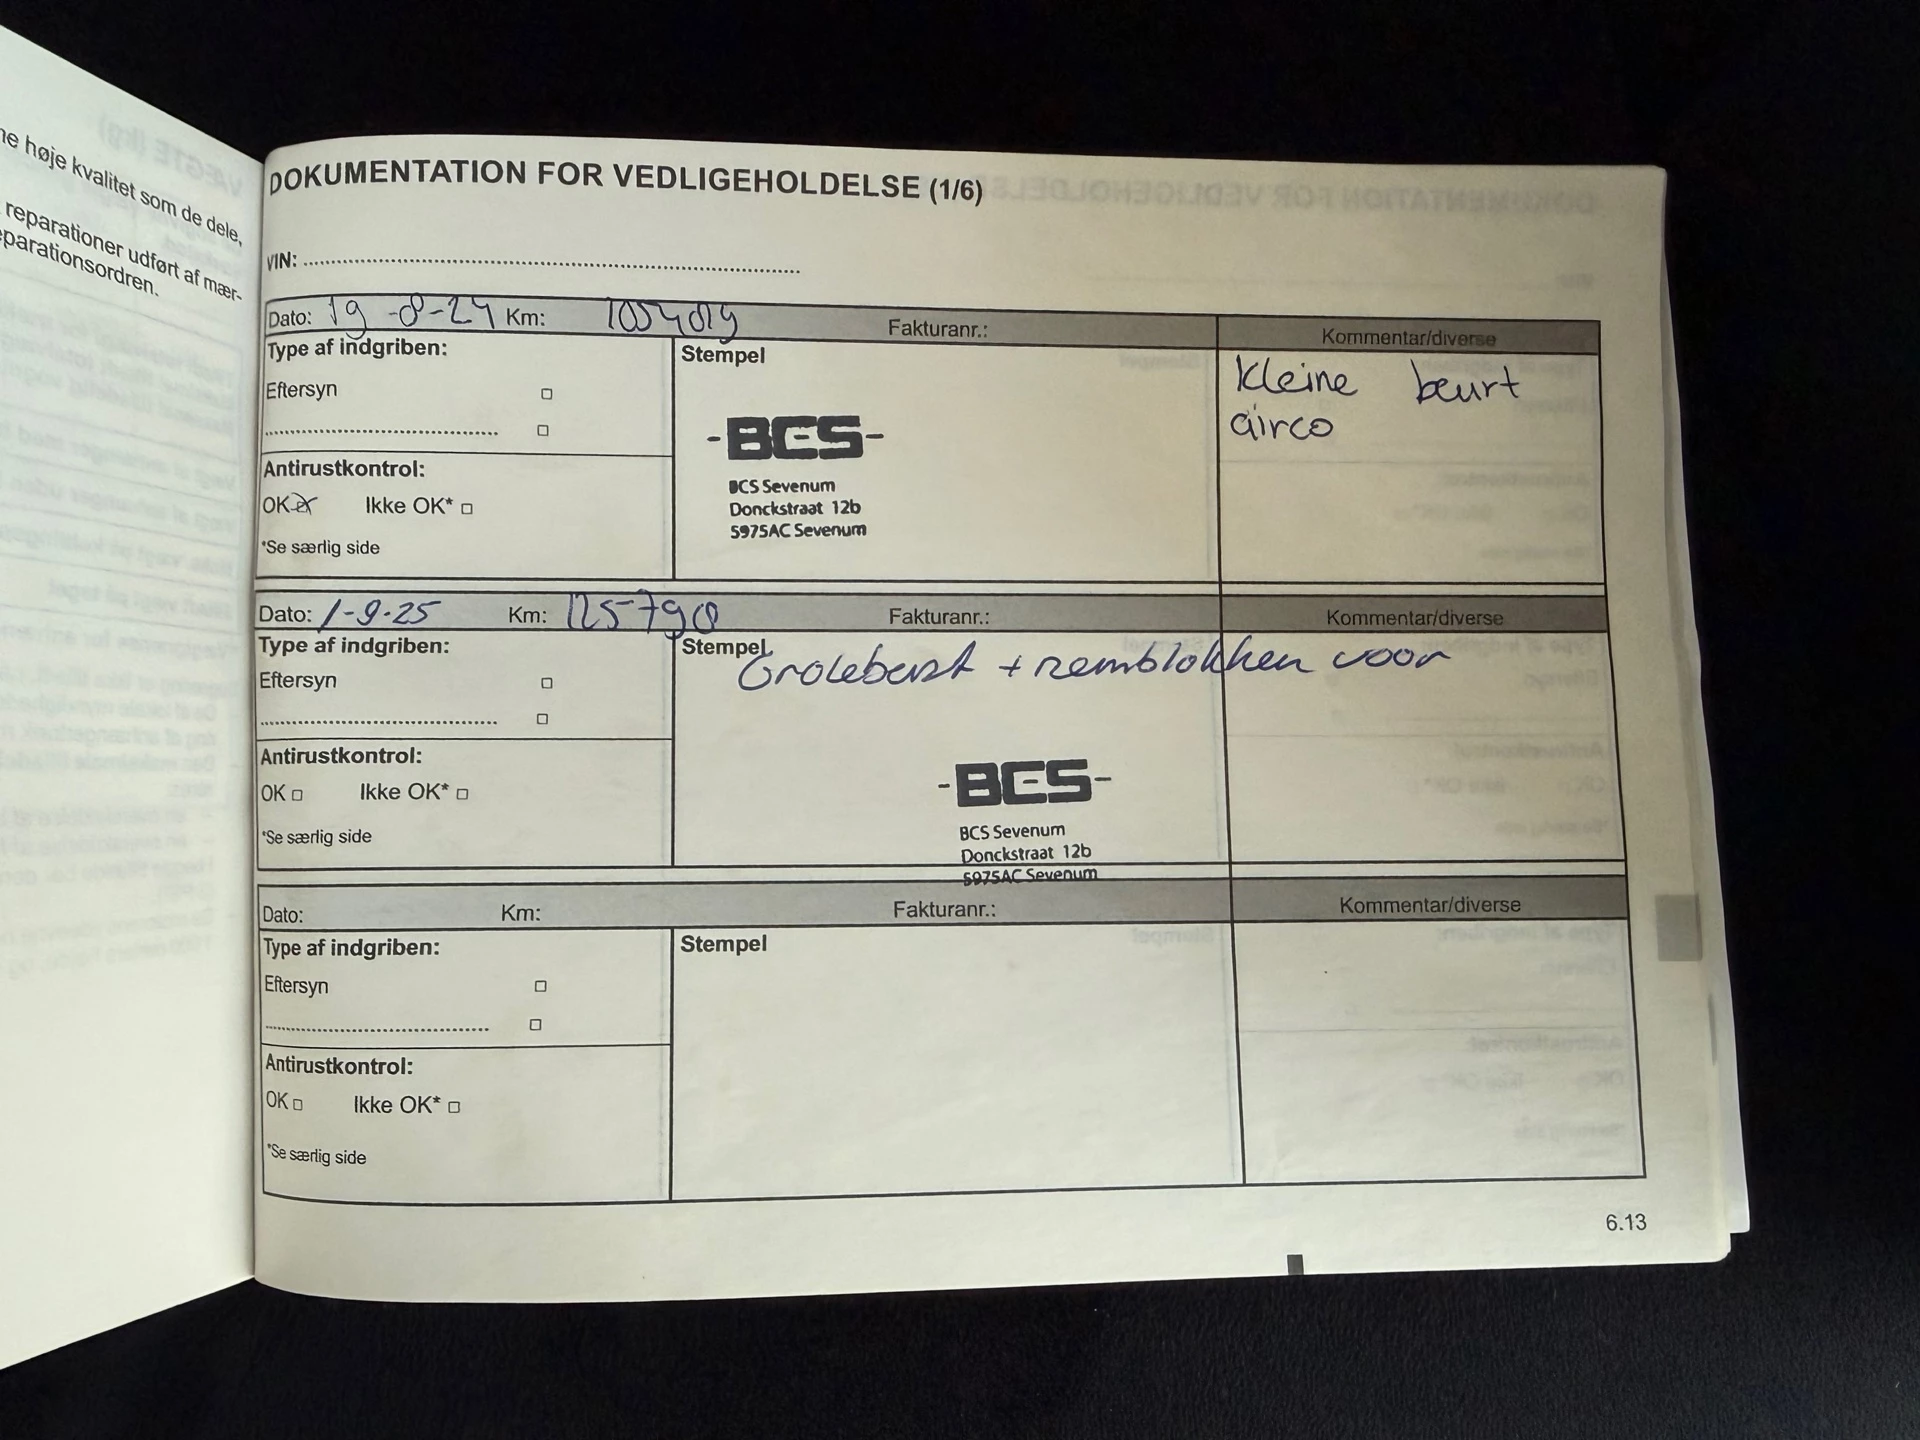 ne høje kvalitet som de dele,
reparationer udført af mær-
eparationsordren.
DOKUMENTATION FOR VEDLIGEHOLDELSE (1/6)
VIN: ............................................................
Dato: 19-8-24 Km: 105409 Fakturanr.: Kommentar/diverse
Type af indgriben: Stempel
Kleine beurt
airco
Eftersyn □
........................................ □
-BCS-
BCS Sevenum
Donckstraat 12b
5975AC Sevenum
Antirustkontrol:
OK Ikke OK* □
*Se særlig side
Dato: 1-9-25 Km: 125790 Fakturanr.: Kommentar/diverse
Type af indgriben: Stempel
Grotebeurt + remblokken voor
Eftersyn □
........................................ □
-BCS-
BCS Sevenum
Donckstraat 12b
5975AC Sevenum
Antirustkontrol:
OK □ Ikke OK* □
*Se særlig side
Dato: Km: Fakturanr.: Kommentar/diverse
Type af indgriben: Stempel
Eftersyn □
........................................ □
Antirustkontrol:
OK □ Ikke OK* □
*Se særlig side
6.13